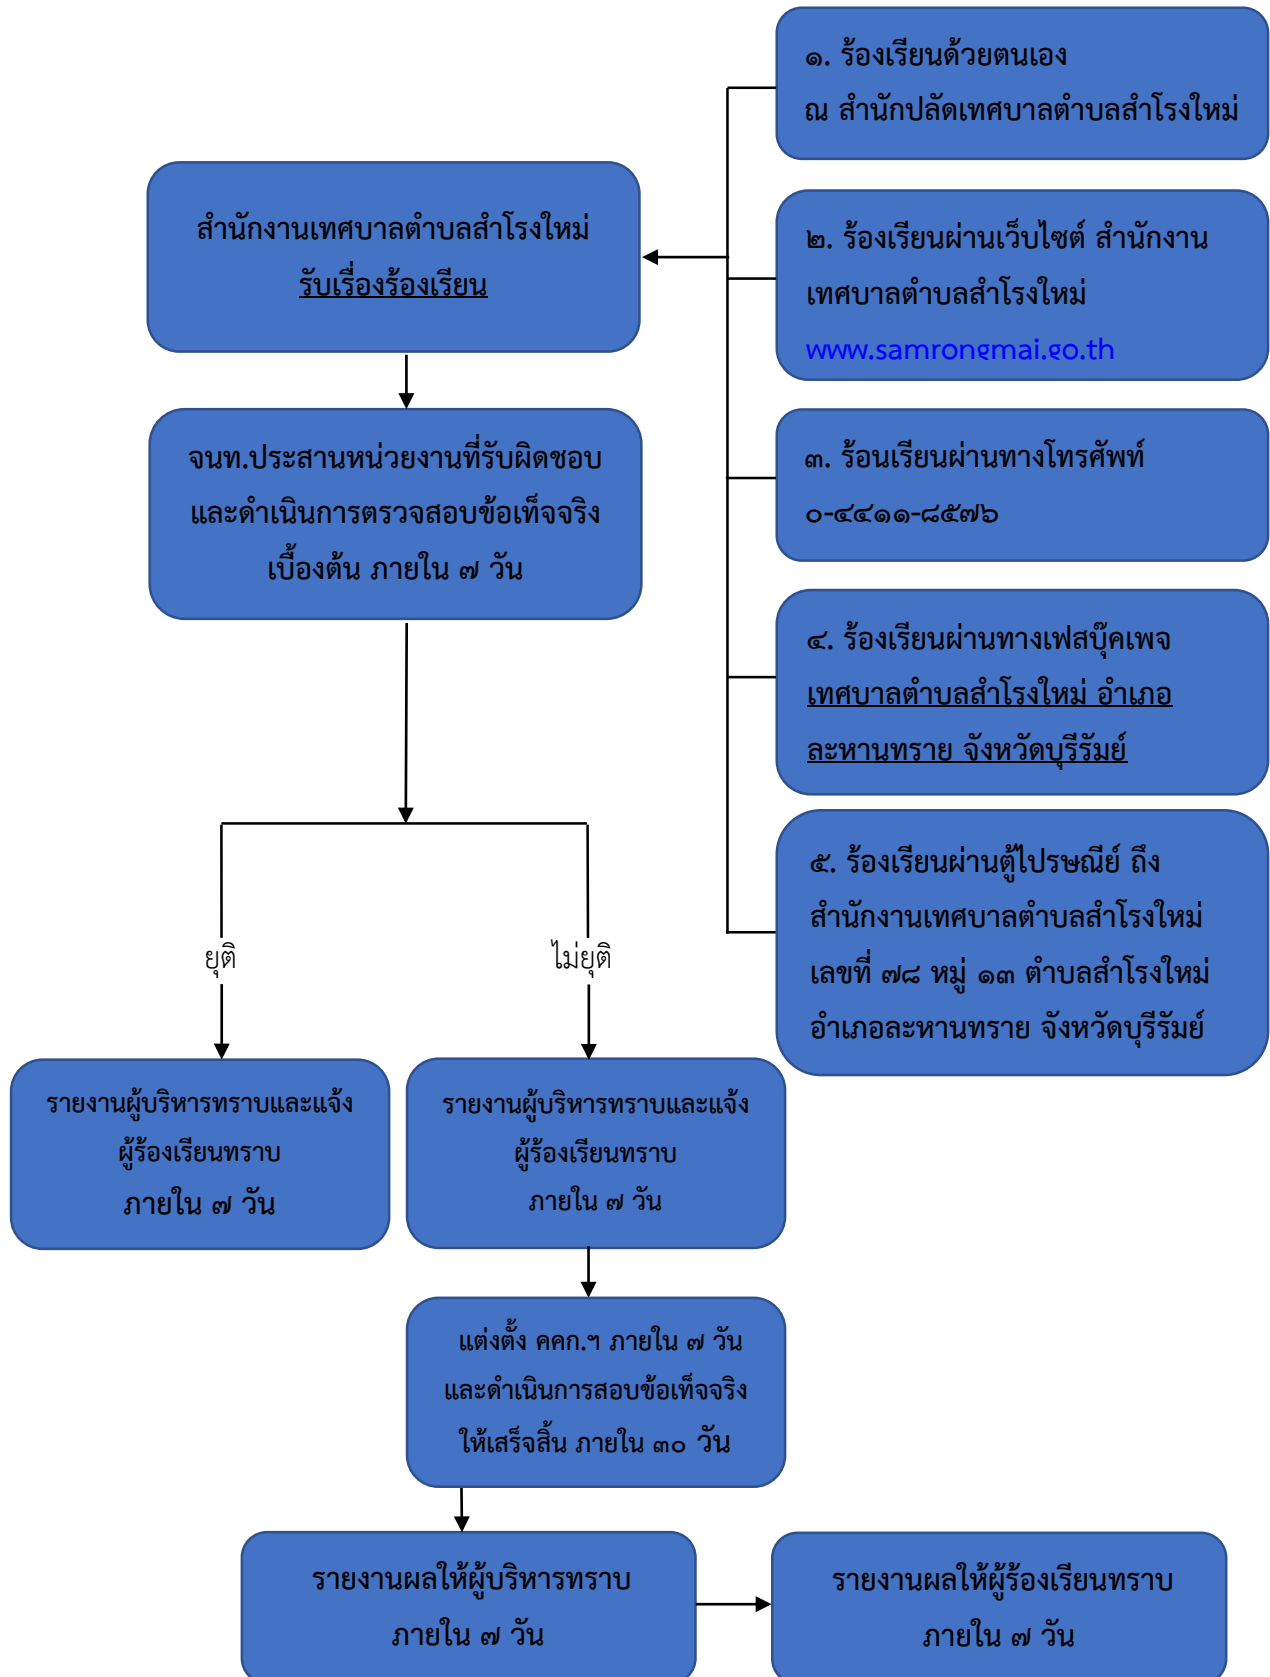 ๑. ร้องเรียนด้วยตนเอง
ณ สำนักปลัดเทศบาลตำบลสำโรงใหม่
สำนักงานเทศบาลตำบลสำโรงใหม่
รับเรื่องร้องเรียน
๒. ร้องเรียนผ่านเว็บไซต์ สำนักงาน
เทศบาลตำบลสำโรงใหม่
www.samrongmai.go.th
จนท.ประสานหน่วยงานที่รับผิดชอบ
และดำเนินการตรวจสอบข้อเท็จจริง
เบื้องต้น ภายใน ๗ วัน
๓. ร้อนเรียนผ่านทางโทรศัพท์
๐-๔๔๑๑-๘๕๗๖
๔. ร้องเรียนผ่านทางเฟสบุ๊คเพจ
เทศบาลตำบลสำโรงใหม่ อำเภอ
ละหานทราย จังหวัดบุรีรัมย์
๕. ร้องเรียนผ่านตู้ไปรษณีย์ ถึง
สำนักงานเทศบาลตำบลสำโรงใหม่
เลขที่ ๗๘ หมู่ ๑๓ ตำบลสำโรงใหม่
อำเภอละหานทราย จังหวัดบุรีรัมย์
ยุติ
ไม่ยุติ
รายงานผู้บริหารทราบและแจ้ง
ผู้ร้องเรียนทราบ
ภายใน ๗ วัน
รายงานผู้บริหารทราบและแจ้ง
ผู้ร้องเรียนทราบ
ภายใน ๗ วัน
แต่งตั้ง คคก.ฯ ภายใน ๗ วัน
และดำเนินการสอบข้อเท็จจริง
ให้เสร็จสิ้น ภายใน ๓๐ วัน
รายงานผลให้ผู้บริหารทราบ
ภายใน ๗ วัน
รายงานผลให้ผู้ร้องเรียนทราบ
ภายใน ๗ วัน